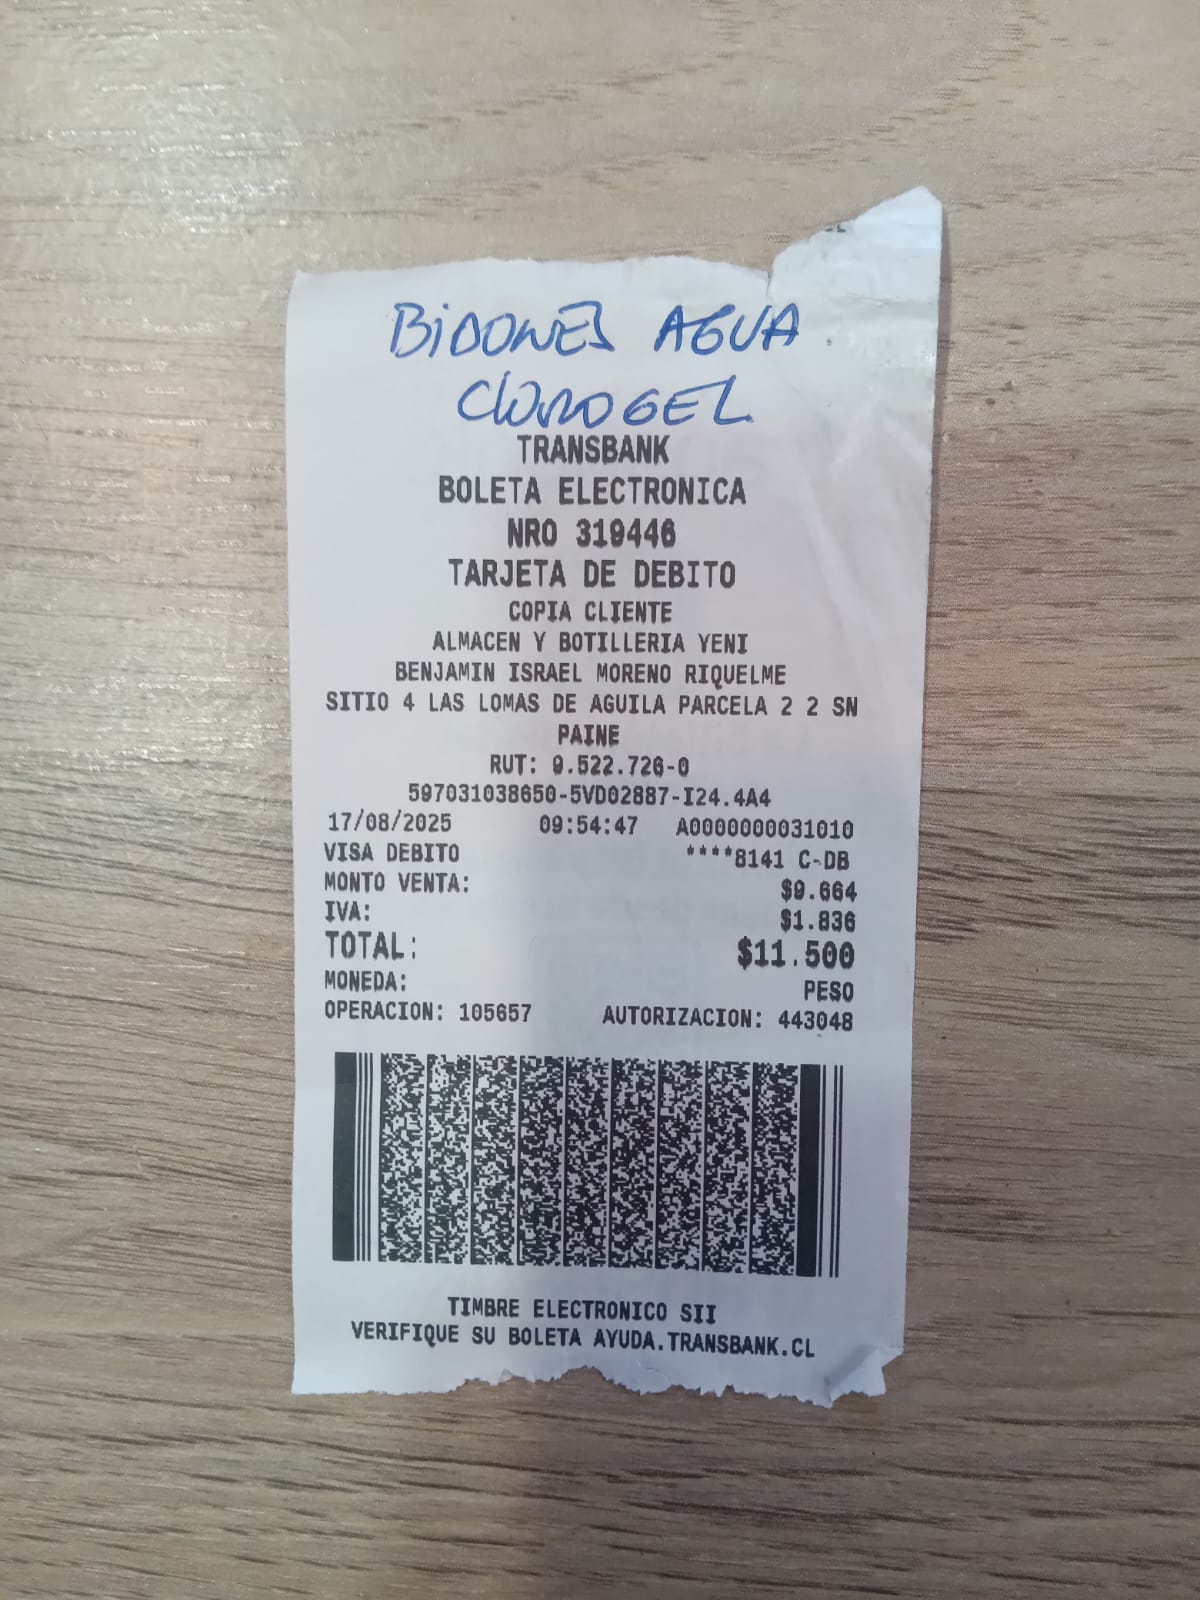 BIDONES AGUA
CLOROGEL
TRANSBANK
BOLETA ELECTRONICA
NRO 319446
TARJETA DE DEBITO
COPIA CLIENTE
ALMACEN Y BOTILLERIA YENI
BENJAMIN ISRAEL MORENO RIQUELME
SITIO 4 LAS LOMAS DE AGUILA PARCELA 2 2 SN
PAINE
RUT: 9.522.726-0
597031038650-5VD02887-I24.4A4
17/08/2025 09:54:47 A0000000031010
VISA DEBITO ****8141 C-DB
MONTO VENTA: $9.664
IVA: $1.836
TOTAL: $11.500
MONEDA: PESO
OPERACION: 105657 AUTORIZACION: 443048
TIMBRE ELECTRONICO SII
VERIFIQUE SU BOLETA AYUDA.TRANSBANK.CL